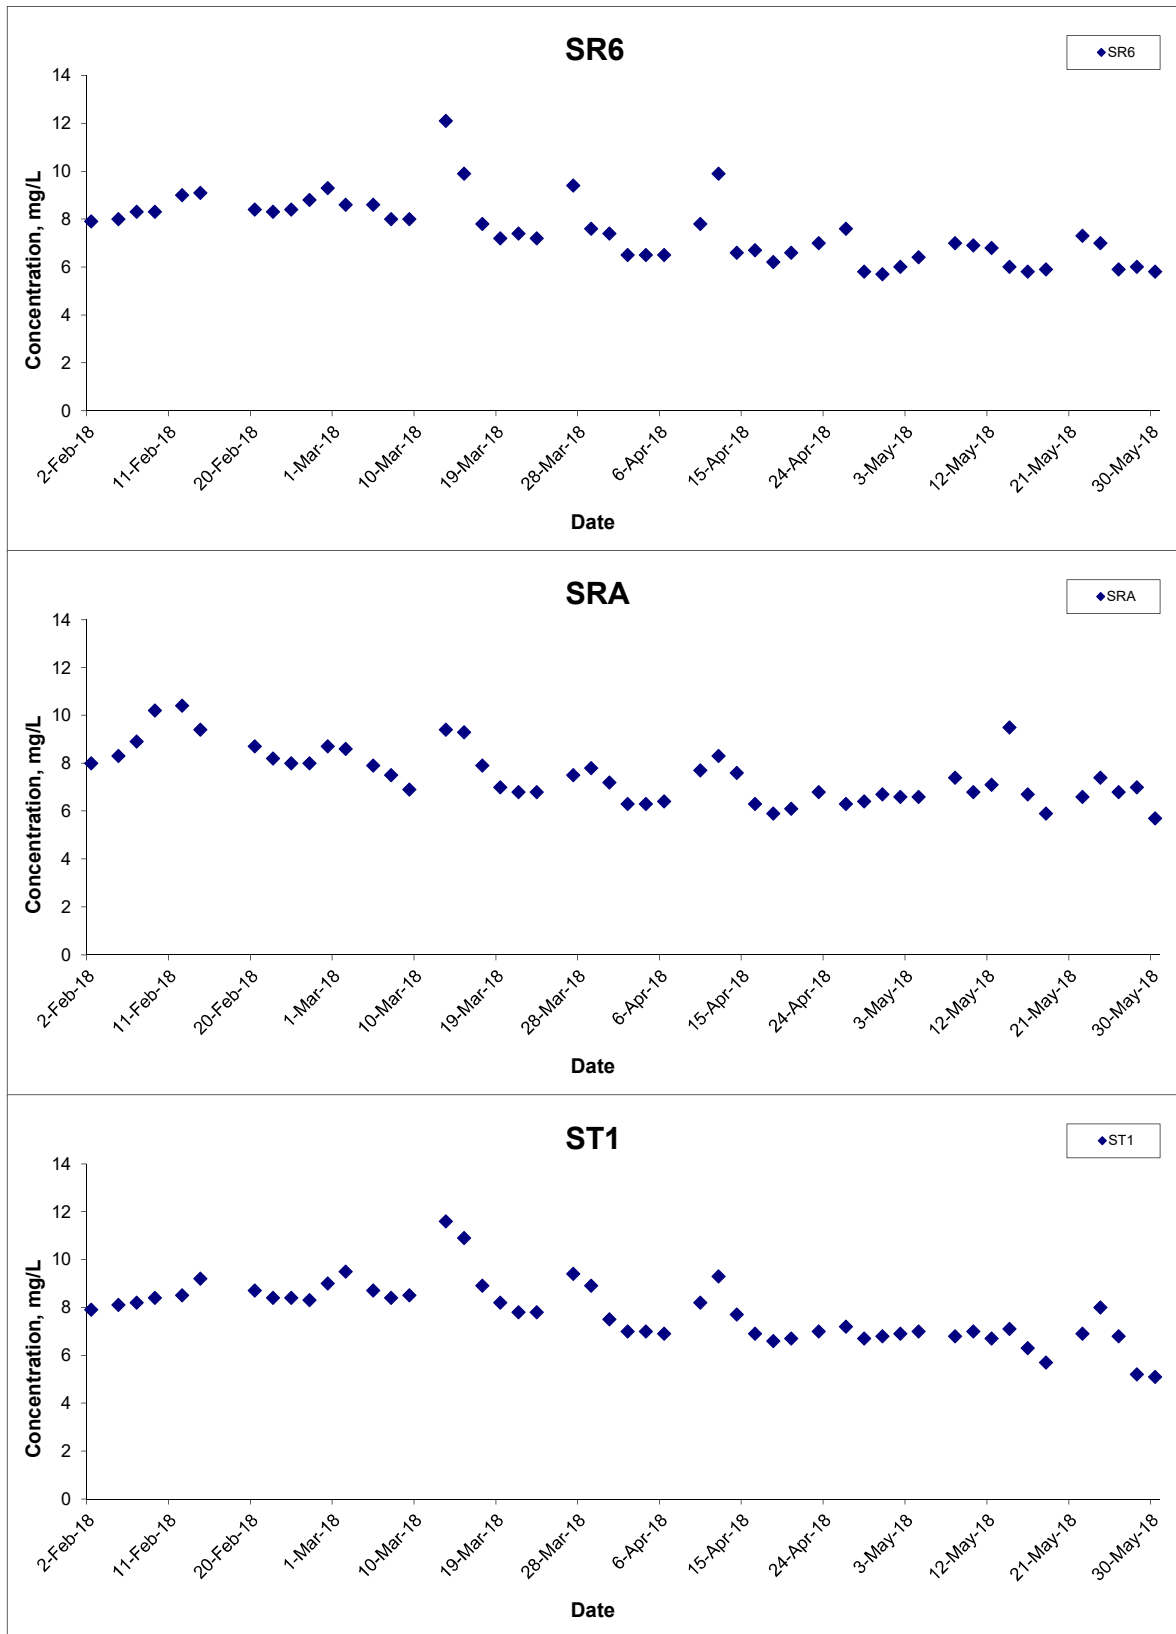 SR6
SR6
14
12
10
8
6
4
2
0
Concentration, mg/L
2-Feb-18
11-Feb-18
20-Feb-18
1-Mar-18
10-Mar-18
19-Mar-18
28-Mar-18
6-Apr-18
15-Apr-18
24-Apr-18
3-May-18
12-May-18
21-May-18
30-May-18
Date
SRA
SRA
14
12
10
8
6
4
2
0
Concentration, mg/L
2-Feb-18
11-Feb-18
20-Feb-18
1-Mar-18
10-Mar-18
19-Mar-18
28-Mar-18
6-Apr-18
15-Apr-18
24-Apr-18
3-May-18
12-May-18
21-May-18
30-May-18
Date
ST1
ST1
14
12
10
8
6
4
2
0
Concentration, mg/L
2-Feb-18
11-Feb-18
20-Feb-18
1-Mar-18
10-Mar-18
19-Mar-18
28-Mar-18
6-Apr-18
15-Apr-18
24-Apr-18
3-May-18
12-May-18
21-May-18
30-May-18
Date